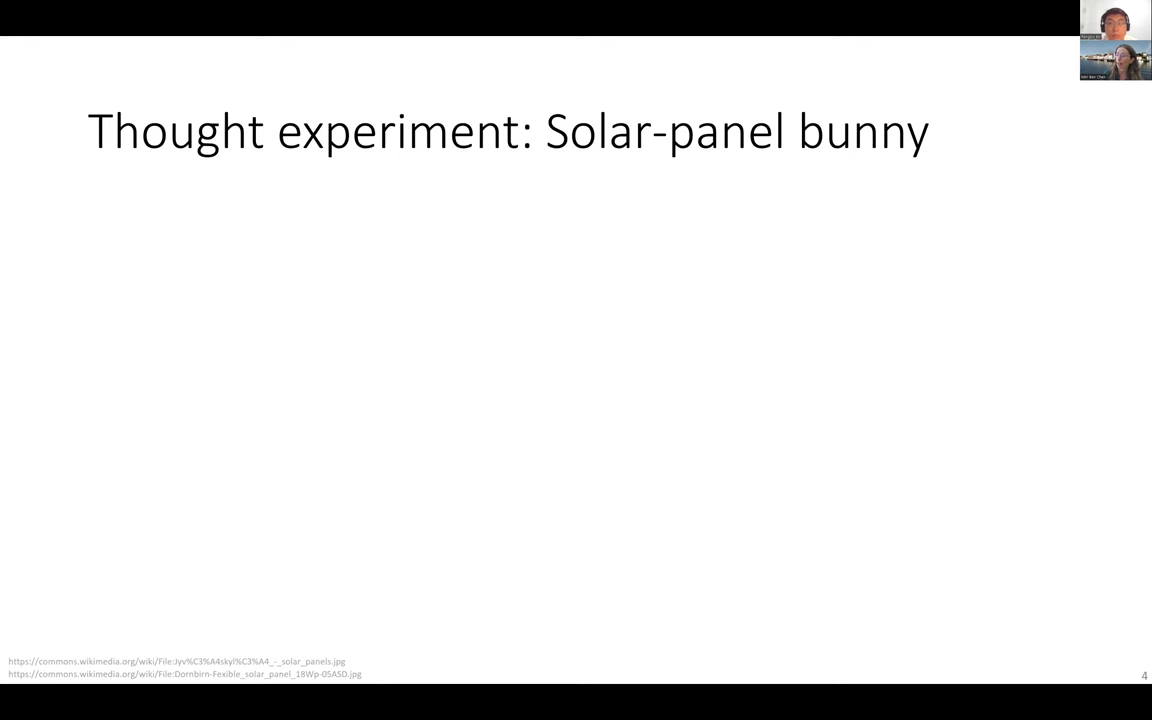 Thought experiment: Solar-panel bunny
https://commons.wikimedia.org/wiki/File:Jyv%C3%A4skyl%C3%A4_-_solar_panels.jpg
https://commons.wikimedia.org/wiki/File:Dornbirn-Fexible_solar_panel_18Wp-05ASD.jpg
4